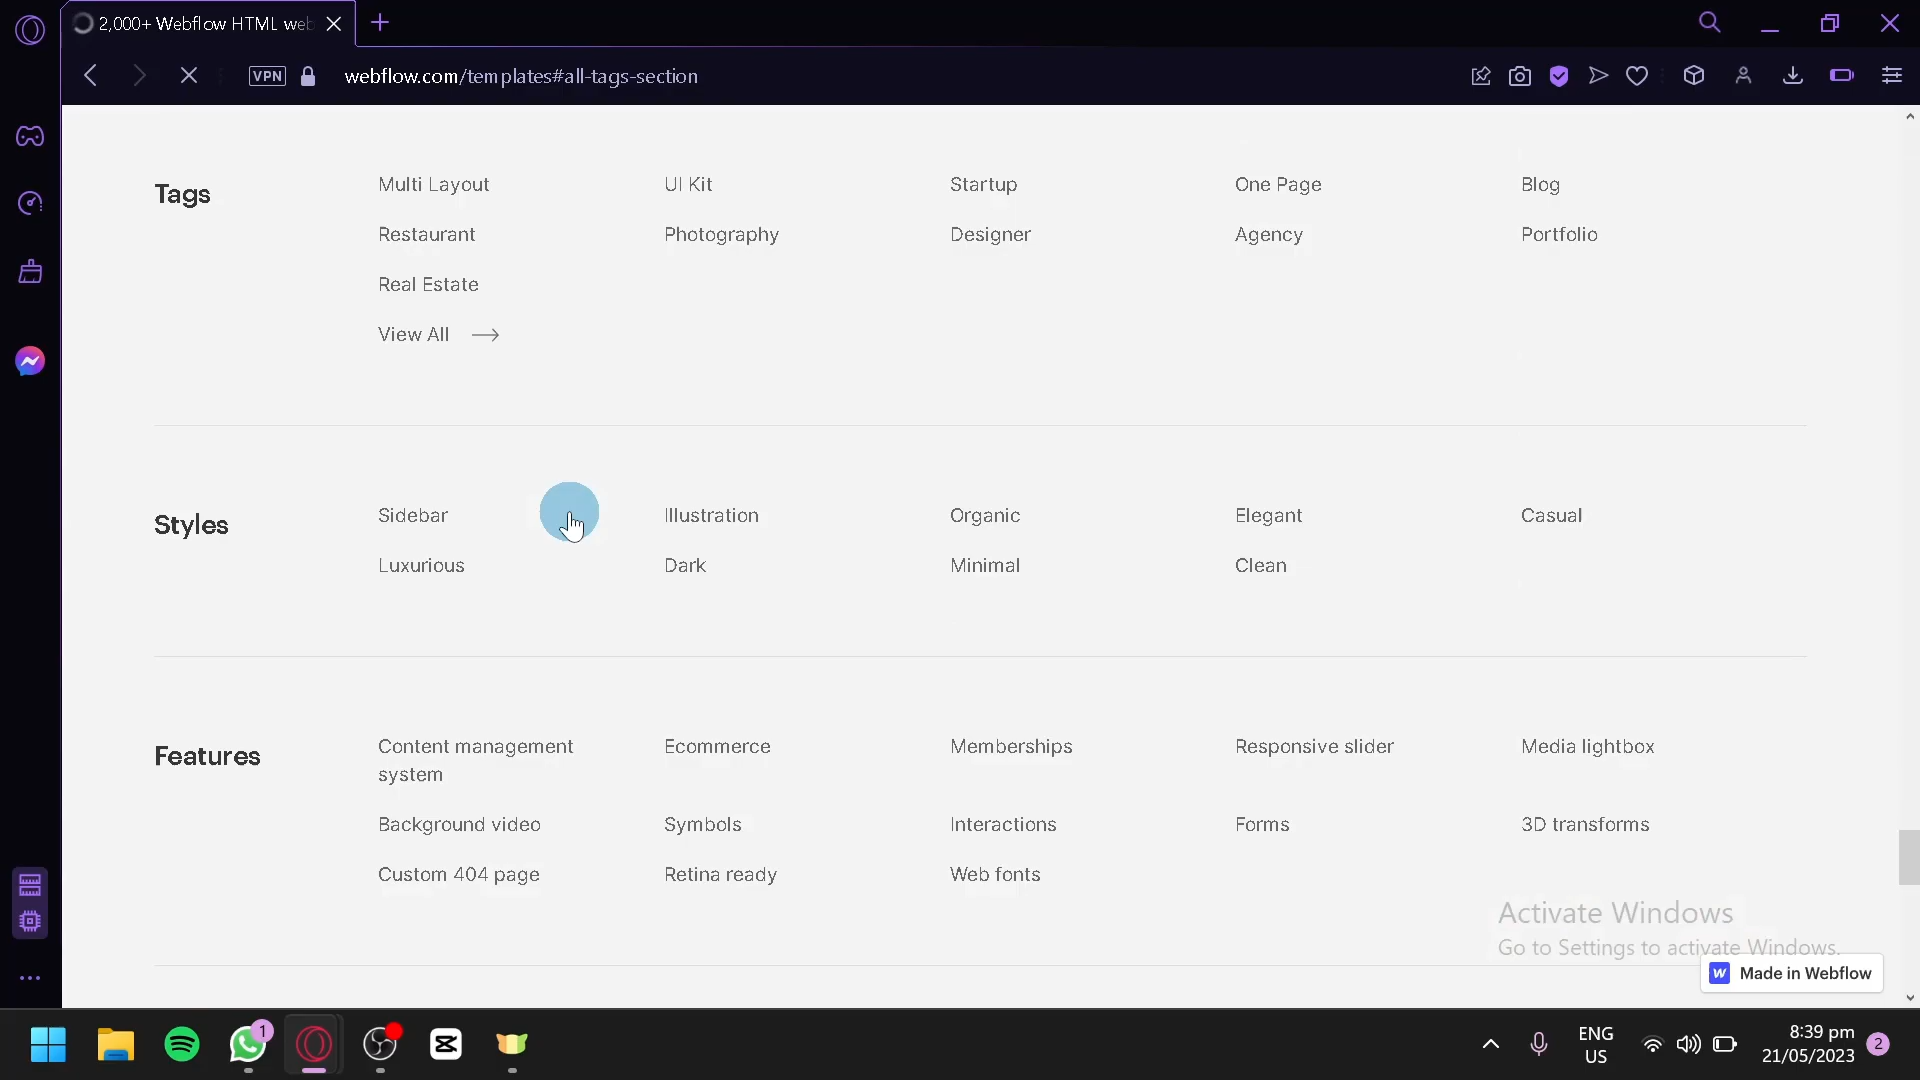 2,000+ Webflow HTML web
VPN
webflow.com/templates#all-tags-section
Tags
Multi Layout
UI Kit
Startup
One Page
Blog
Restaurant
Photography
Designer
Agency
Portfolio
Real Estate
View All
Styles
Sidebar
Illustration
Organic
Elegant
Casual
Luxurious
Dark
Minimal
Clean
Features
Content management
system
Ecommerce
Memberships
Responsive slider
Media lightbox
Background video
Symbols
Interactions
Forms
3D transforms
Custom 404 page
Retina ready
Web fonts
Activate Windows
Go to Settings to activate Windows.
W Made in Webflow
1
ENG
US
8:39 pm
21/05/2023
2